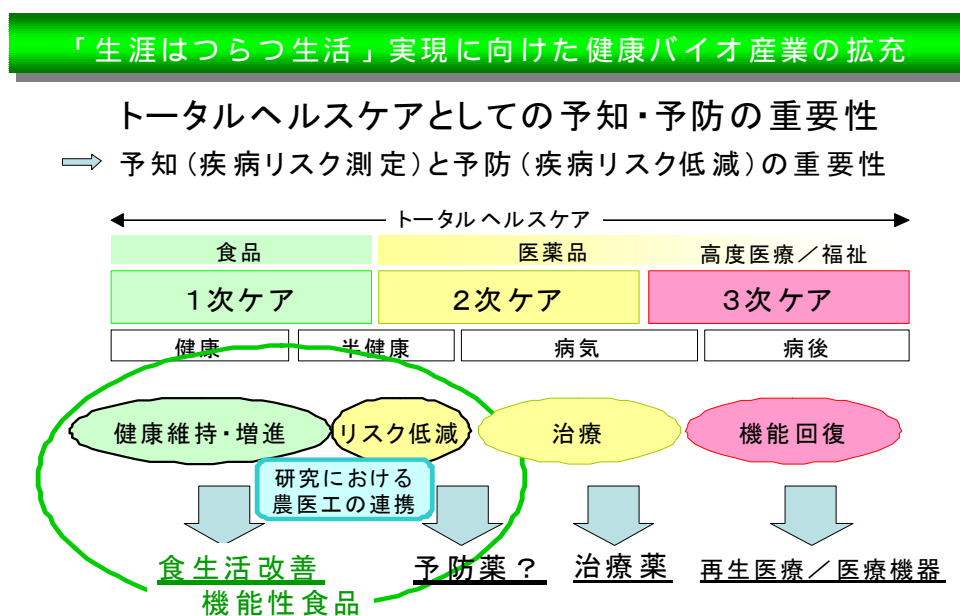 「生涯はつらつ生活」実現に向けた健康バイオ産業の拡充
トータルヘルスケアとしての予知・予防の重要性
予知（疾病リスク測定）と予防（疾病リスク低減）の重要性
トータルヘルスケア
食品 医薬品 高度医療／福祉
１次ケア ２次ケア ３次ケア
健康 半健康 病気 病後
健康維持・増進 リスク低減 治療 機能回復
研究における
農医工の連携
食生活改善 予防薬？ 治療薬 再生医療／医療機器
機能性食品